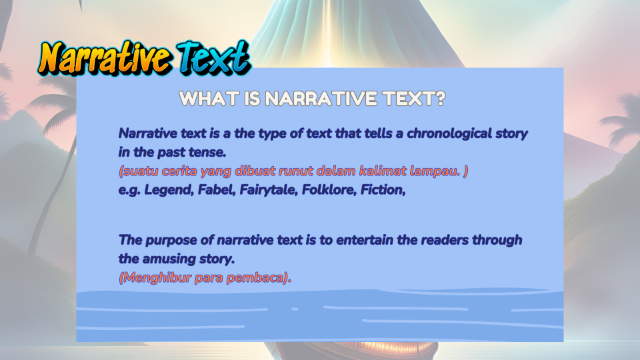 Narrative Text
WHAT IS NARRATIVE TEXT?
Narrative text is a the type of text that tells a chronological story
in the past tense.
(suatu cerita yang dibuat runut dalam kalimat lampau. )
e.g. Legend, Fabel, Fairytale, Folklore, Fiction,
The purpose of narrative text is to entertain the readers through
the amusing story.
(Menghibur para pembaca).